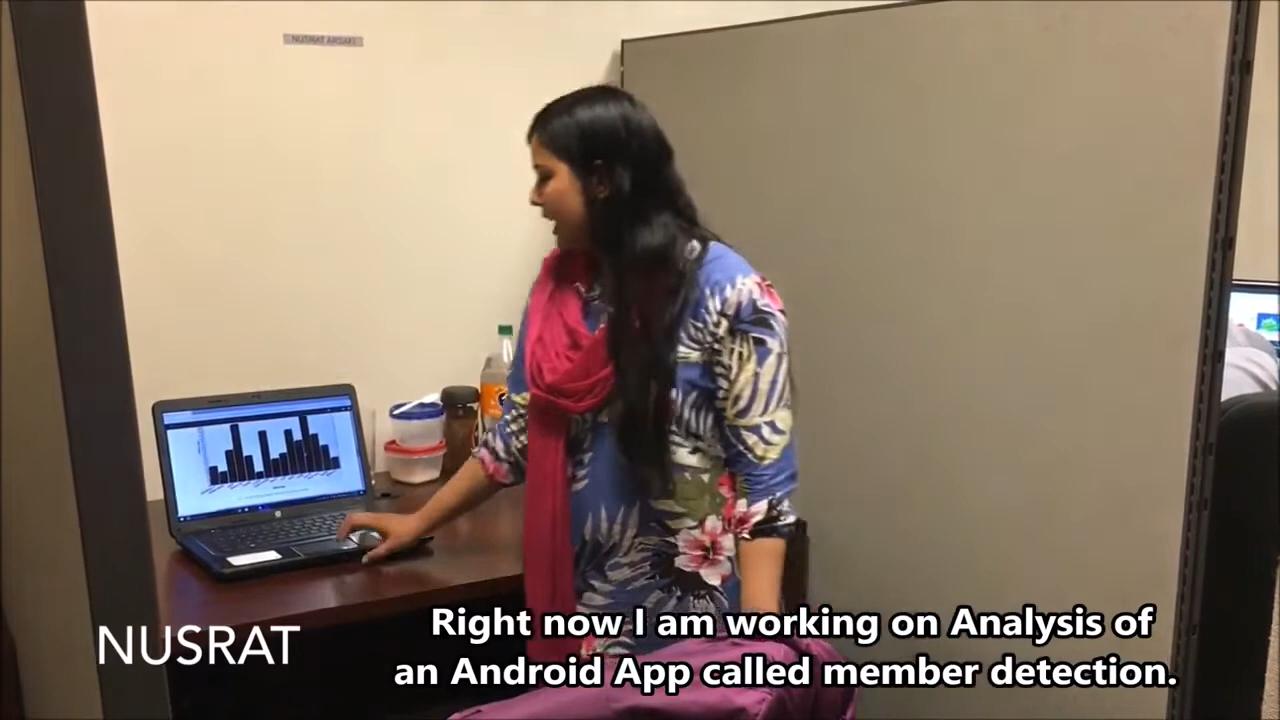 NUSRAT
Right now I am working on Analysis of
an Android App called member detection.